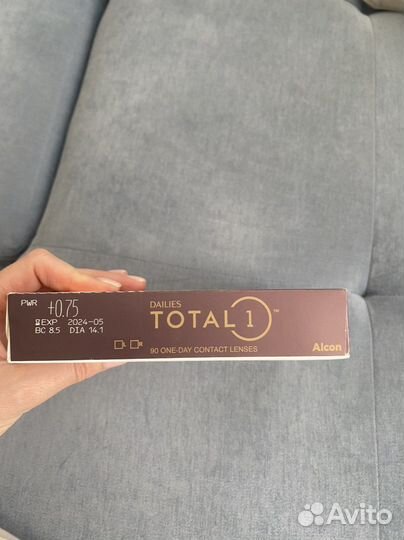 PWR +0.75
EXP 2024-05
BC 8.5 DIA 14.1
L R
DAILIES
TOTAL 1™
90 ONE-DAY CONTACT LENSES
Alcon
Avito